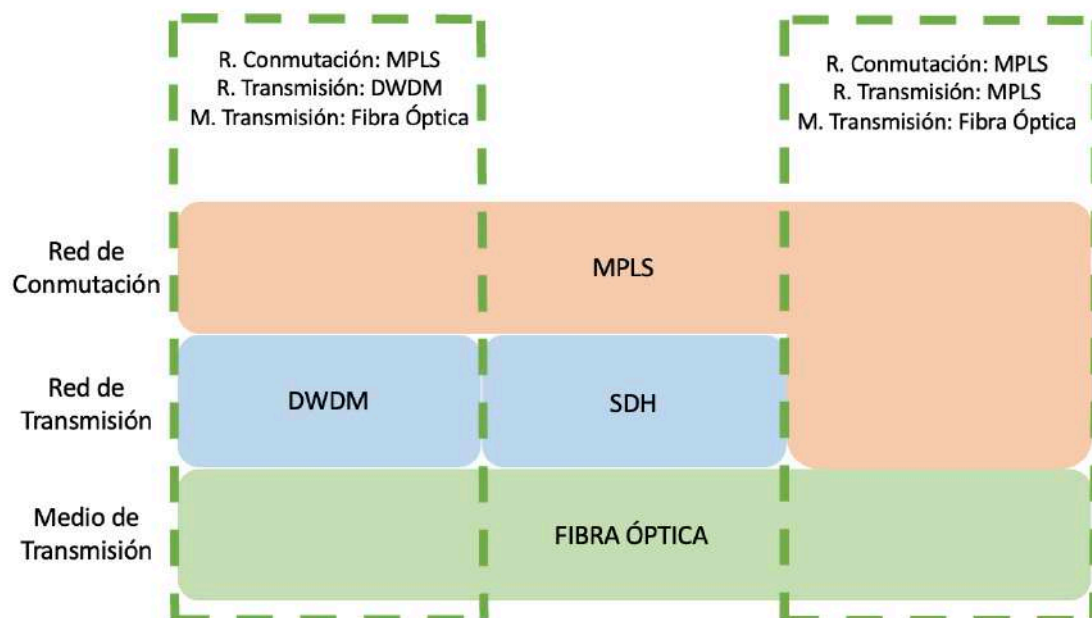 R. Conmutación: MPLS
R. Transmisión: DWDM
M. Transmisión: Fibra Óptica
R. Conmutación: MPLS
R. Transmisión: MPLS
M. Transmisión: Fibra Óptica
Red de
Conmutación
MPLS
Red de
Transmisión
DWDM
SDH
Medio de
Transmisión
FIBRA ÓPTICA